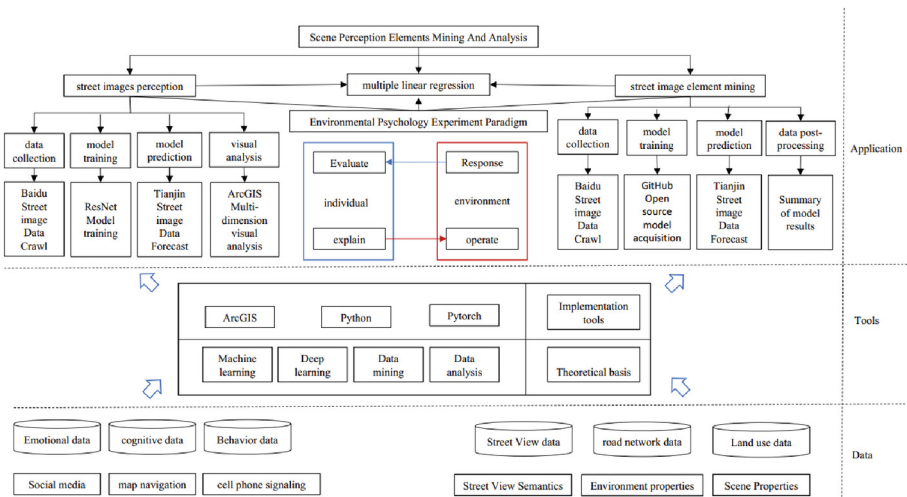 Scene Perception Elements Mining And Analysis
street images perception
multiple linear regression
street image element mining
Environmental Psychology Experiment Paradigm
data
collection
model
training
model
prediction
visual
analysis
Baidu
Street
image
Data
Crawl
ResNet
Model
training
Tianjin
Street
image
Data
Forecast
ArcGIS
Multi-
dimension
visual
analysis
Evaluate
individual
explain
Response
environment
operate
data
collection
model
training
model
prediction
data post-
processing
Baidu
Street
image
Data
Crawl
GitHub
Open
source
model
acquisition
Tianjin
Street
image
Data
Forecast
Summary
of model
results
Application
ArcGIS
Python
Pytorch
Implementation
tools
Machine
learning
Deep
learning
Data
mining
Data
analysis
Theoretical basis
Tools
Emotional data
cognitive data
Behavior data
Street View data
road network data
Land use data
Social media
map navigation
cell phone signaling
Street View Semantics
Environment properties
Scene Properties
Data